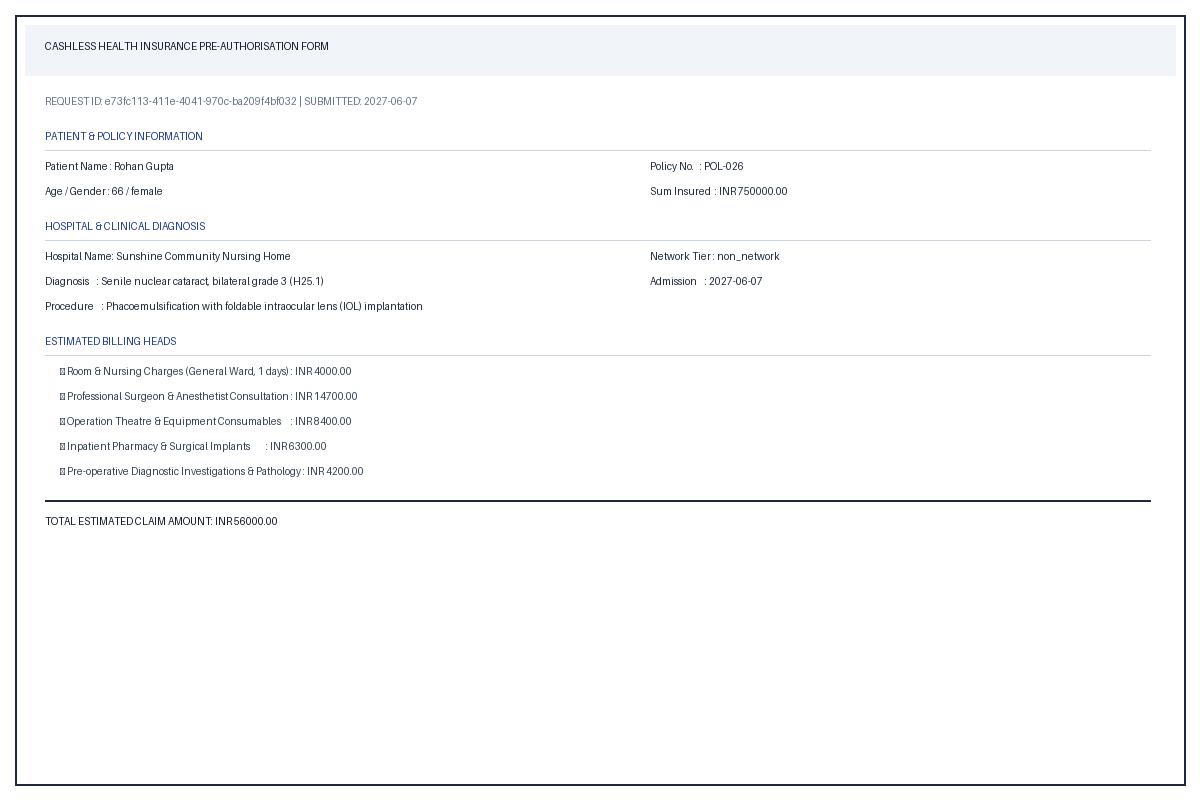 CASHLESS HEALTH INSURANCE PRE-AUTHORISATION FORM
REQUEST ID: e73fc113-411e-4041-970c-ba209f4bf032 | SUBMITTED: 2027-06-07
PATIENT & POLICY INFORMATION
Patient Name : Rohan Gupta
Policy No. : POL-026
Age / Gender : 66 / female
Sum Insured : INR 750000.00
HOSPITAL & CLINICAL DIAGNOSIS
Hospital Name: Sunshine Community Nursing Home
Network Tier : non_network
Diagnosis : Senile nuclear cataract, bilateral grade 3 (H25.1)
Admission : 2027-06-07
Procedure : Phacoemulsification with foldable intraocular lens (IOL) implantation
ESTIMATED BILLING HEADS
Room & Nursing Charges (General Ward, 1 days) : INR 4000.00
Professional Surgeon & Anesthetist Consultation : INR 14700.00
Operation Theatre & Equipment Consumables : INR 8400.00
Inpatient Pharmacy & Surgical Implants : INR 6300.00
Pre-operative Diagnostic Investigations & Pathology : INR 4200.00
TOTAL ESTIMATED CLAIM AMOUNT: INR 56000.00